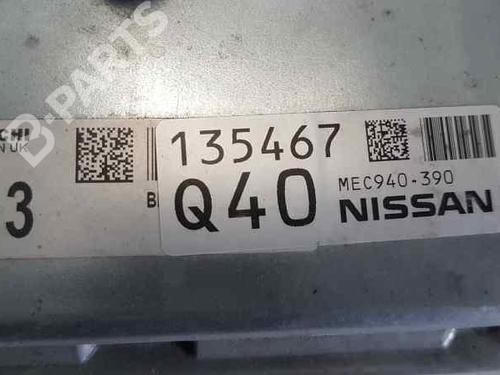 B-PARTS
CHI
N UK
3
B
135467
Q40
MEC940-390
NISSAN